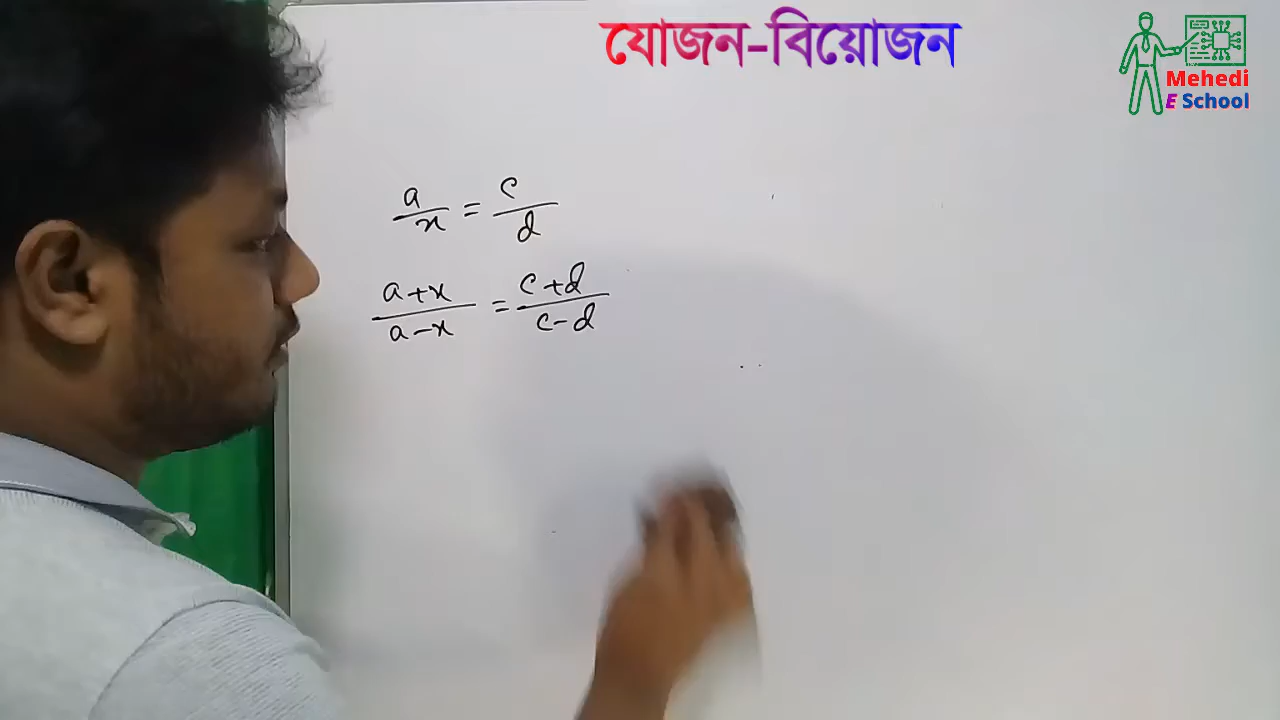 যোজন-বিয়োজন
Mehedi
E School
a/x = c/d
a+x/a-x = c+d/c-d